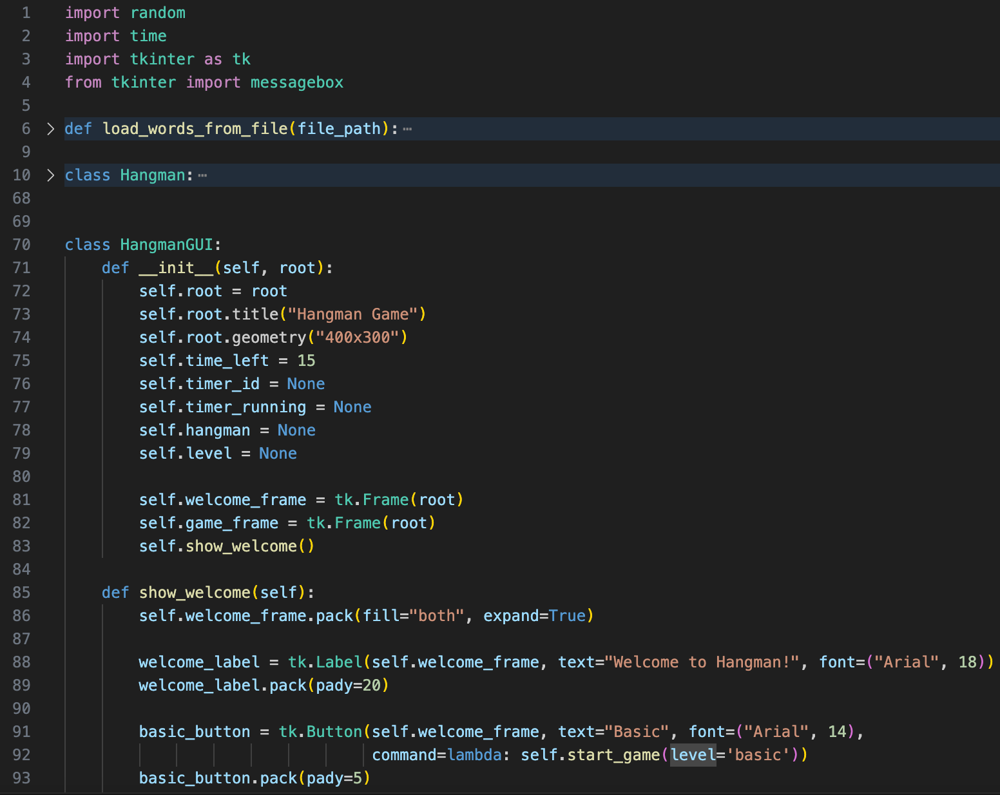 1 import random
2 import time
3 import tkinter as tk
4 from tkinter import messagebox
5
6 > def load_words_from_file(file_path):⋯
9
10 > class Hangman:⋯
68
69
70 class HangmanGUI:
71     def __init__(self, root):
72         self.root = root
73         self.root.title("Hangman Game")
74         self.root.geometry("400x300")
75         self.time_left = 15
76         self.timer_id = None
77         self.timer_running = None
78         self.hangman = None
79         self.level = None
80
81         self.welcome_frame = tk.Frame(root)
82         self.game_frame = tk.Frame(root)
83         self.show_welcome()
84
85     def show_welcome(self):
86         self.welcome_frame.pack(fill="both", expand=True)
87
88         welcome_label = tk.Label(self.welcome_frame, text="Welcome to Hangman!", font=("Arial", 18))
89         welcome_label.pack(pady=20)
90
91         basic_button = tk.Button(self.welcome_frame, text="Basic", font=("Arial", 14),
92                                  command=lambda: self.start_game(level='basic'))
93         basic_button.pack(pady=5)